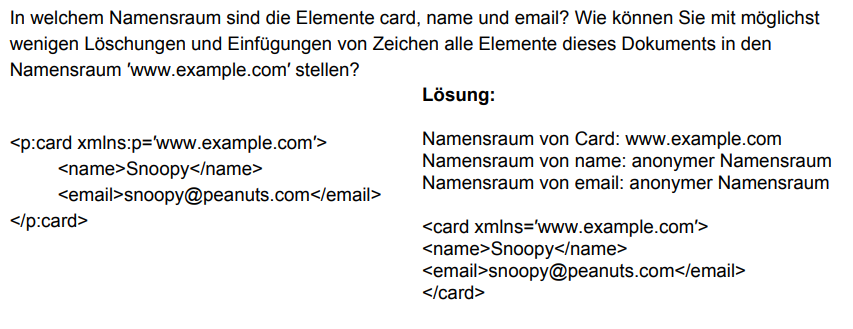 In welchem Namensraum sind die Elemente card, name und email? Wie können Sie mit möglichst
wenigen Löschungen und Einfügungen von Zeichen alle Elemente dieses Dokuments in den
Namensraum ′www.example.com′ stellen?
<p:card xmlns:p=′www.example.com′>
<name>Snoopy</name>
<email>snoopy@peanuts.com</email>
</p:card>
Lösung:
Namensraum von Card: www.example.com
Namensraum von name: anonymer Namensraum
Namensraum von email: anonymer Namensraum
<card xmlns=′www.example.com′>
<name>Snoopy</name>
<email>snoopy@peanuts.com</email>
</card>